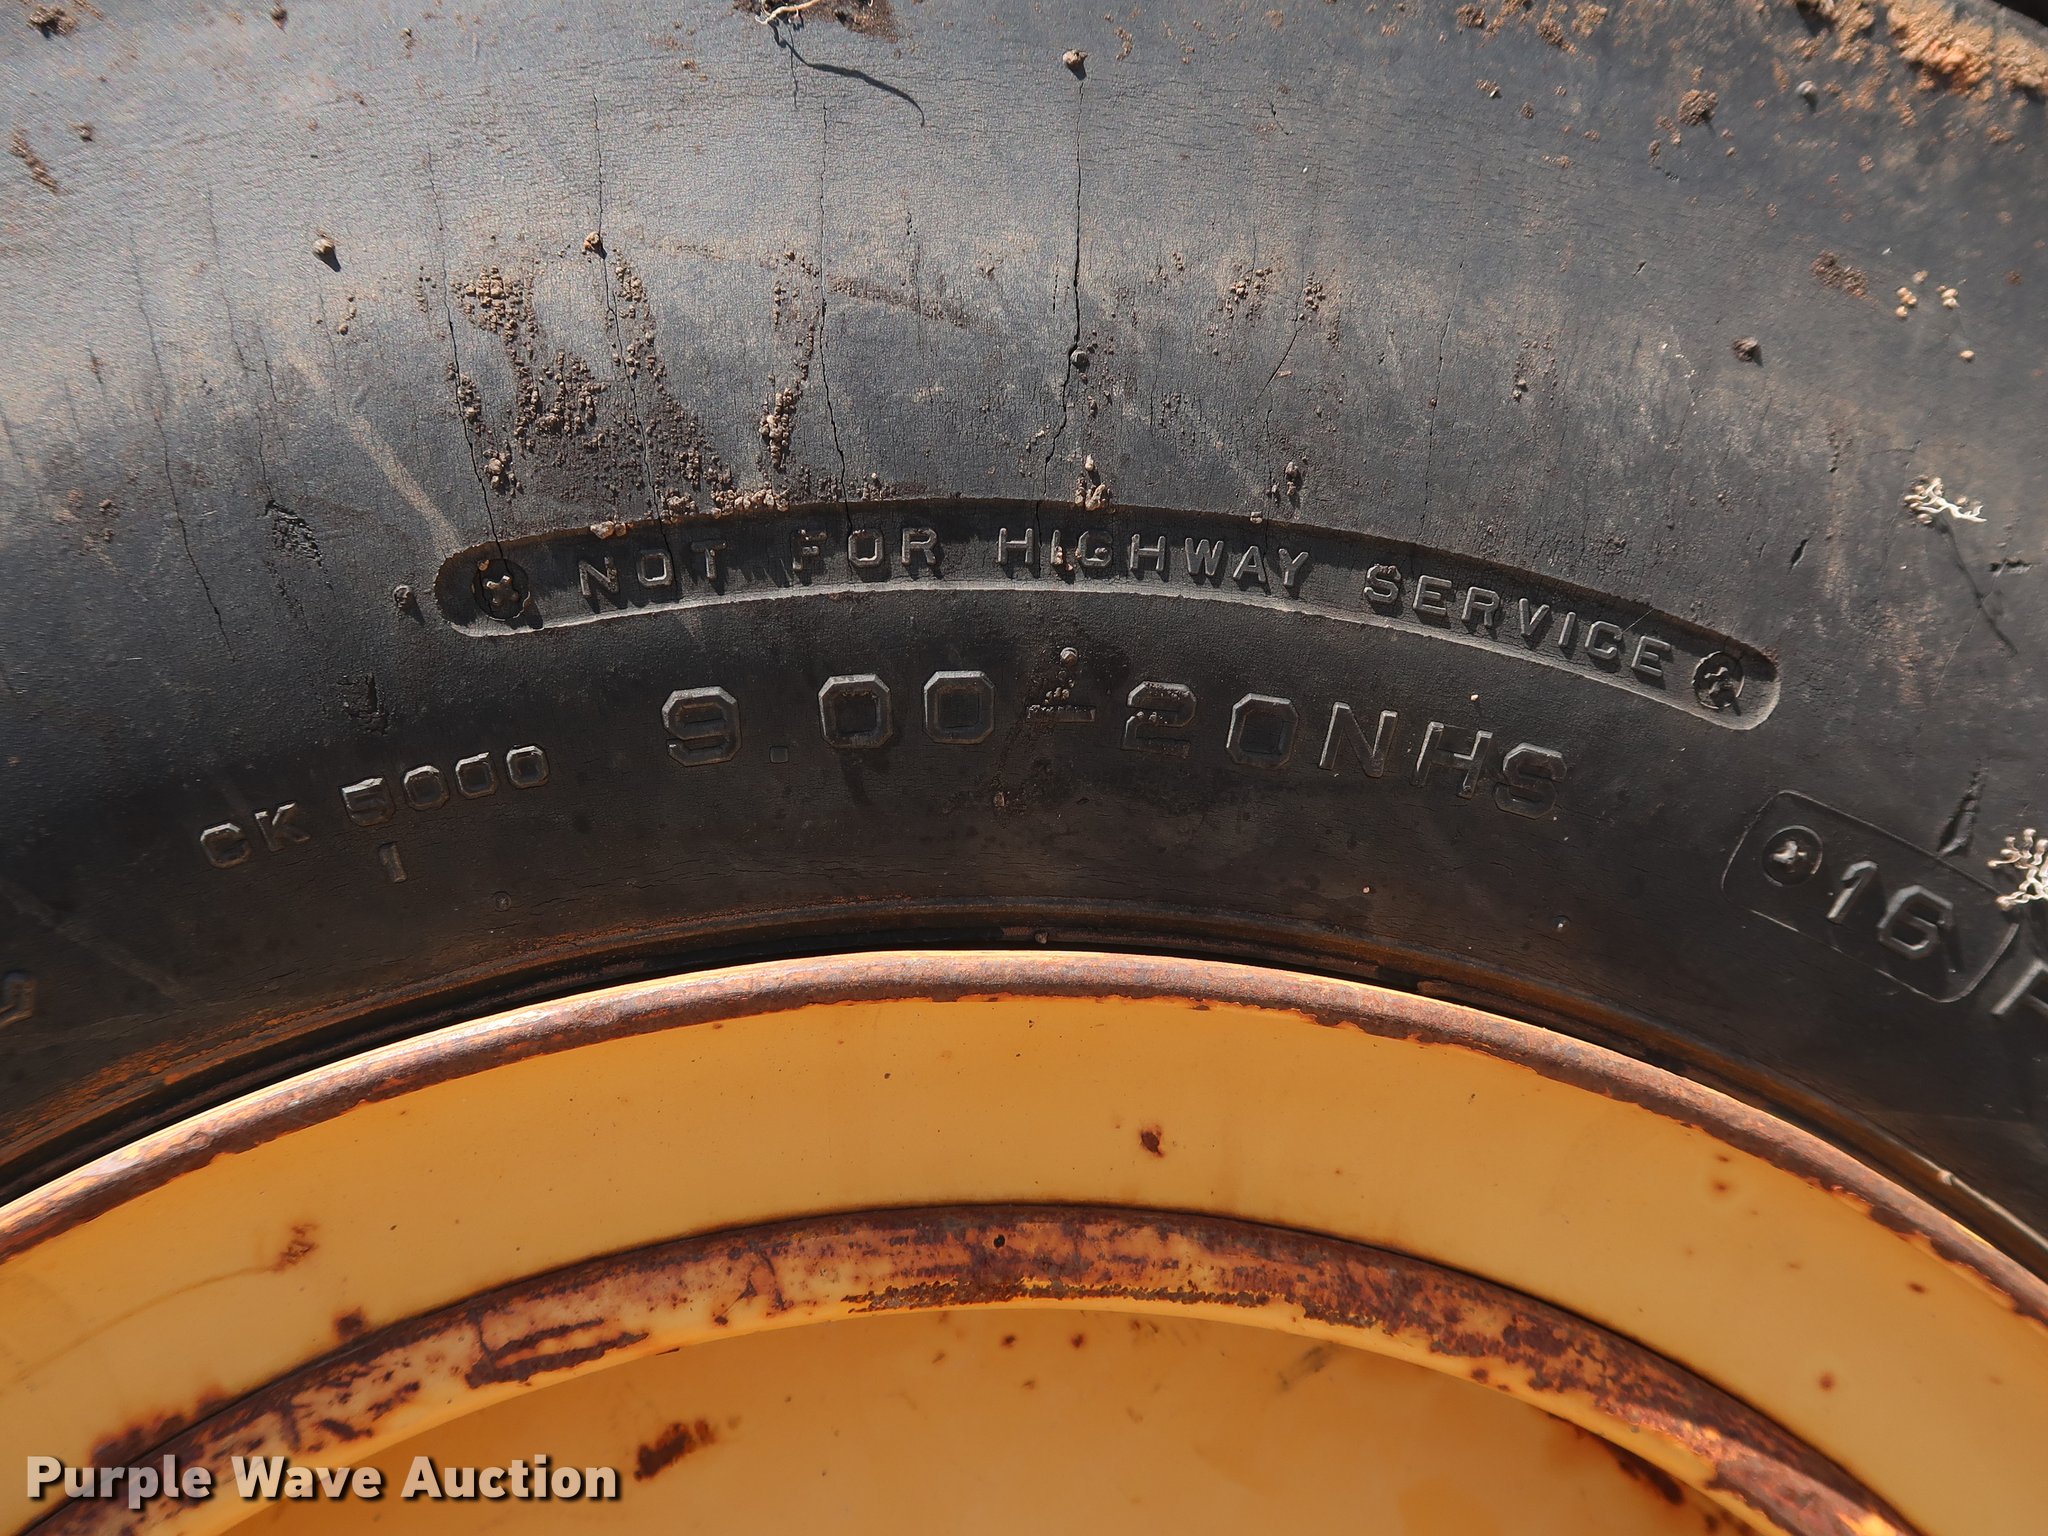 NOT FOR HIGHWAY SERVICE
9.00-20NHS
CK 5000
1
16
Purple Wave Auction